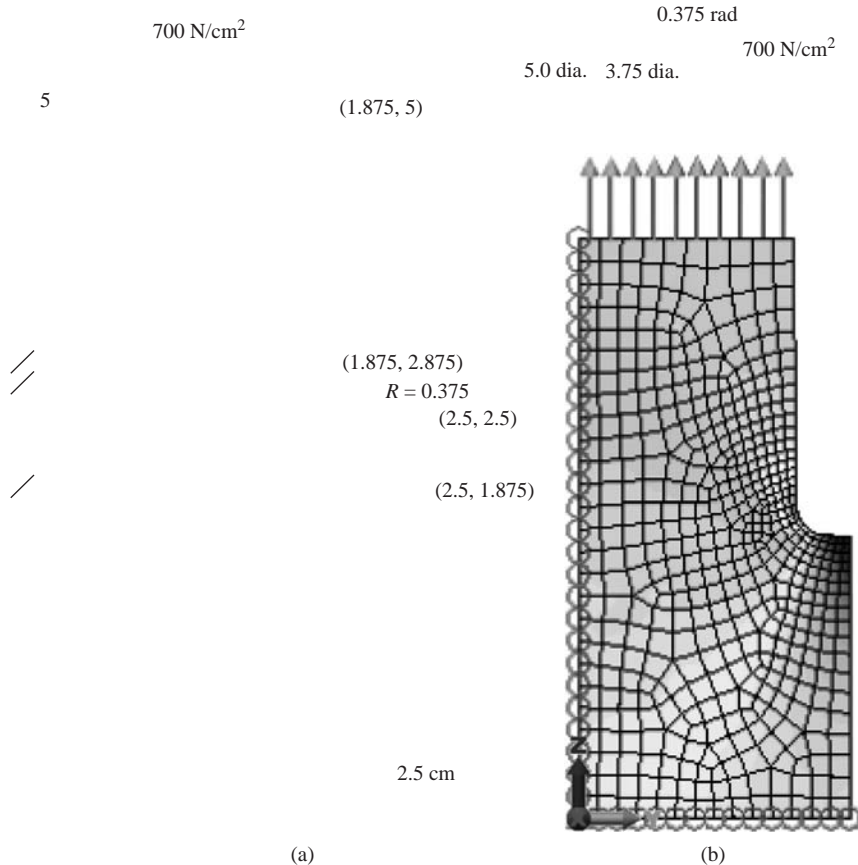 0.375 rad
700 N/cm²
700 N/cm²
5.0 dia. 3.75 dia.
5
(1.875, 5)
(1.875, 2.875)
R = 0.375
(2.5, 2.5)
(2.5, 1.875)
Z
Y
2.5 cm
(a)
(b)